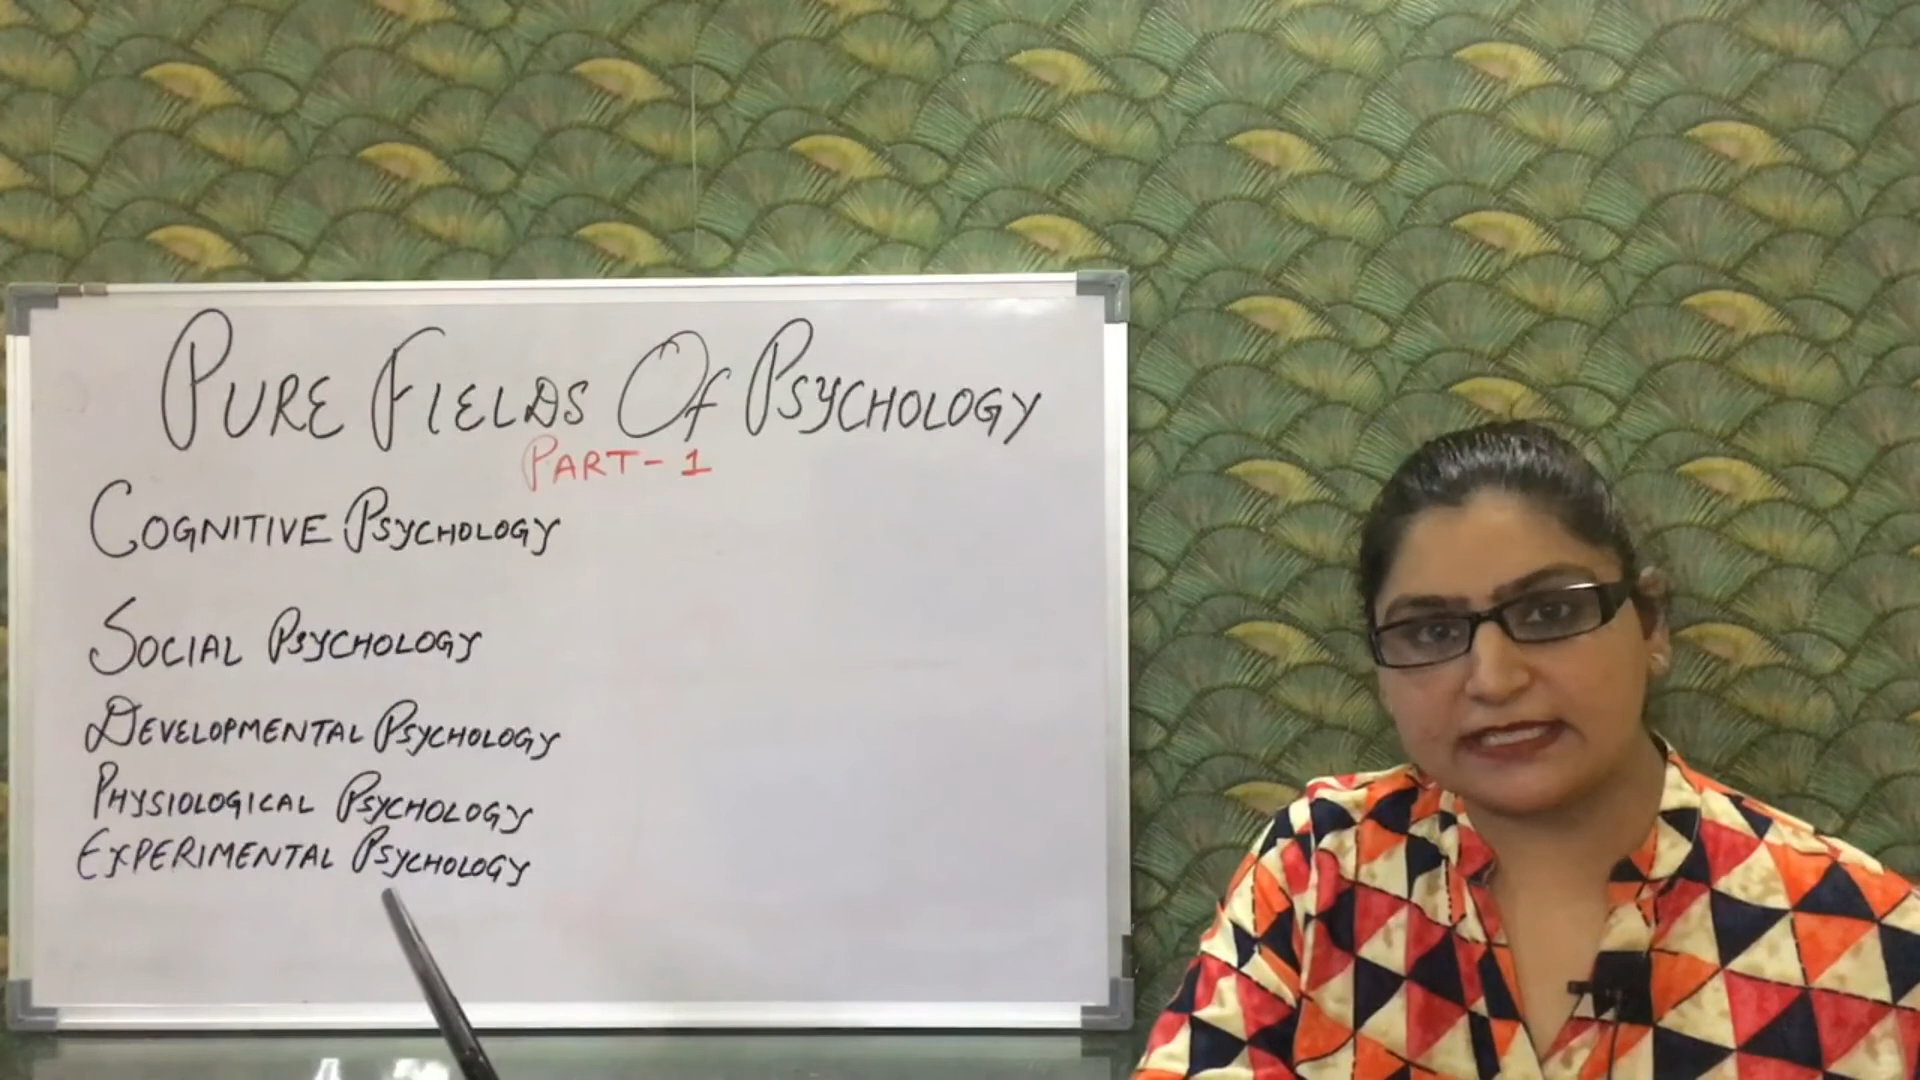 PURE FIELDS OF PSYCHOLOGY
PART-1
COGNITIVE PSYCHOLOGY
SOCIAL PSYCHOLOGY
DEVELOPMENTAL PSYCHOLOGY
PHYSIOLOGICAL PSYCHOLOGY
EXPERIMENTAL PSYCHOLOGY